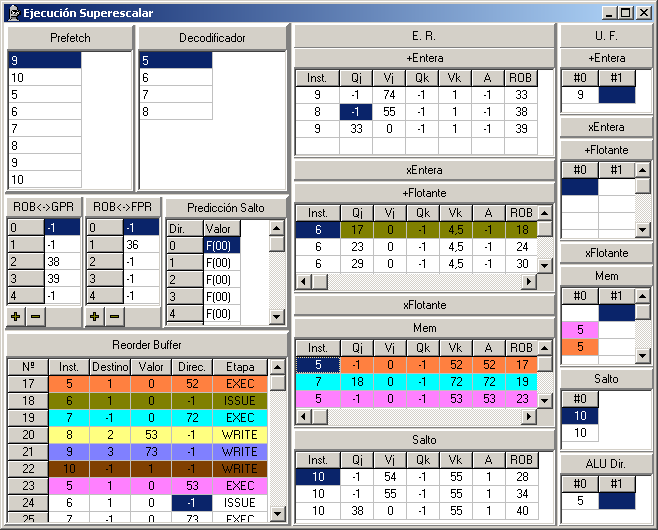 Ejecución Superescalar
Prefetch
9
10
5
6
7
8
9
10
Decodificador
5
6
7
8
ROB<->GPR
0 -1
1 -1
2 38
3 39
4 -1
ROB<->FPR
0 -1
1 36
2 -1
3 -1
4 -1
Predicción Salto
Dir. Valor
0 F(00)
1 F(00)
2 F(00)
3 F(00)
4 F(00)
Reorder Buffer
Nº Inst. Destino Valor Direc. Etapa
17 5 1 0 52 EXEC
18 6 1 0 -1 ISSUE
19 7 -1 0 72 EXEC
20 8 2 53 -1 WRITE
21 9 3 73 -1 WRITE
22 10 -1 1 -1 WRITE
23 5 1 0 53 EXEC
24 6 1 0 -1 ISSUE
25 7 -1 0 73 EXEC
E. R.
+Entera
Inst. Qj Vj Qk Vk A ROB
9 -1 74 -1 1 -1 33
8 -1 55 -1 1 -1 38
9 33 0 -1 1 -1 39
xEntera
+Flotante
Inst. Qj Vj Qk Vk A ROB
6 17 0 -1 4,5 -1 18
6 23 0 -1 4,5 -1 24
6 29 0 -1 4,5 -1 30
xFlotante
Mem
Inst. Qj Vj Qk Vk A ROB
5 -1 0 -1 52 52 17
7 18 0 -1 72 72 19
5 -1 0 -1 53 53 23
Salto
Inst. Qj Vj Qk Vk A ROB
10 -1 54 -1 55 1 28
10 -1 55 -1 55 1 34
10 38 0 -1 55 1 40
U. F.
+Entera
#0 #1
9
xEntera
+Flotante
#0 #1
xFlotante
Mem
#0 #1
5
5
Salto
#0
10
10
ALU Dir.
#0 #1
5